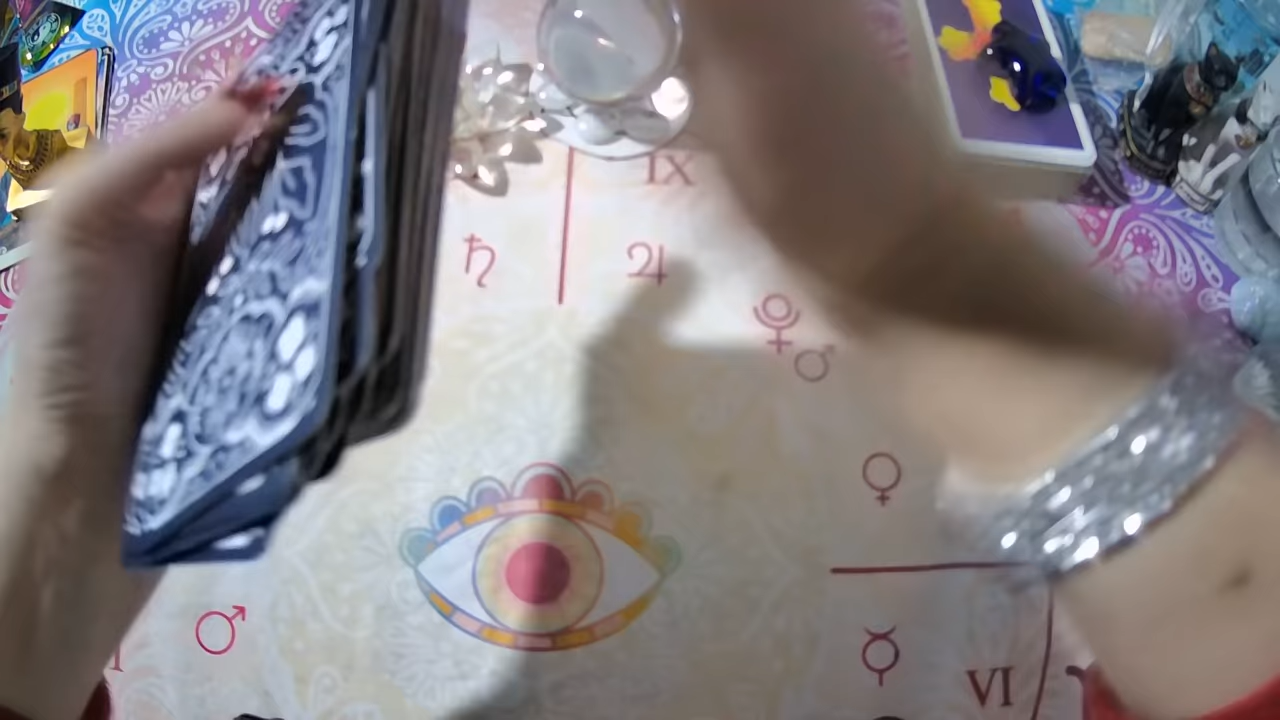 IX
♄ ♃
♇ ♂
♀
♂ ☿
VI